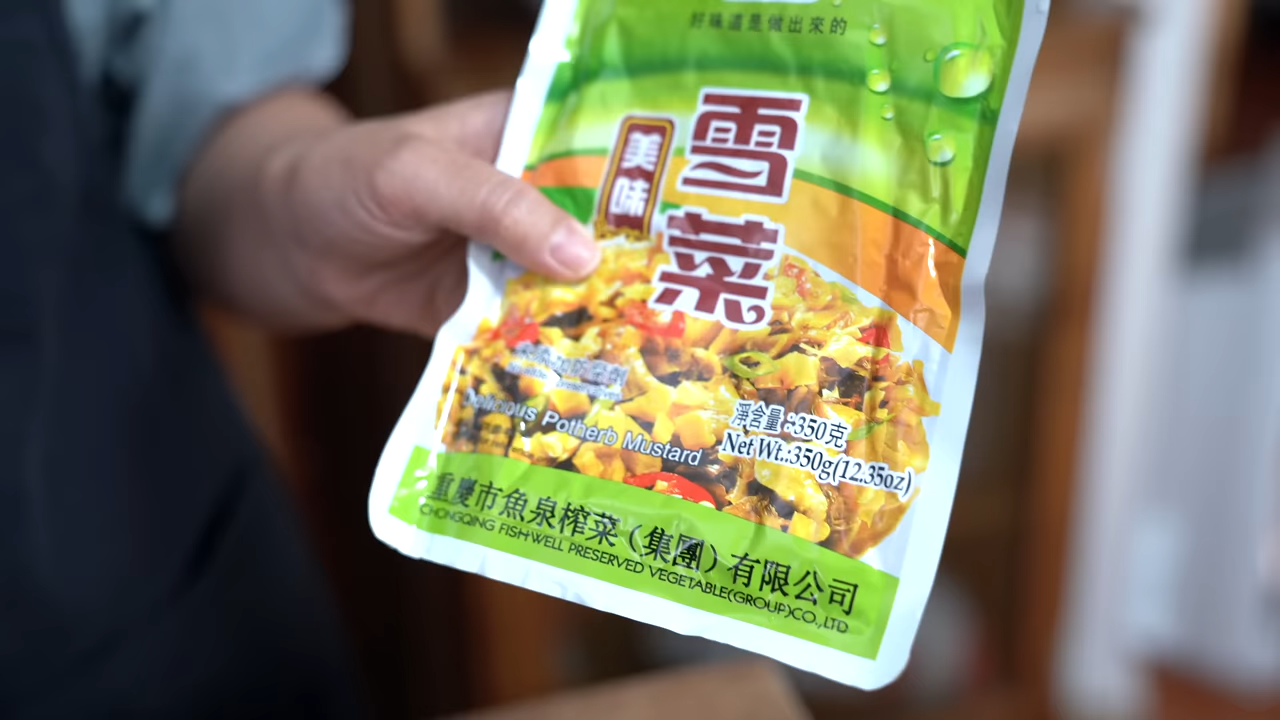 好味道是做出來的
美味
雪菜
Delicious Potherb Mustard
淨含量:350克
Net Wt.:350g(12.35oz)
重慶市魚泉榨菜(集團)有限公司
CHONGQING FISHWELL PRESERVED VEGETABLE(GROUP)CO.,LTD